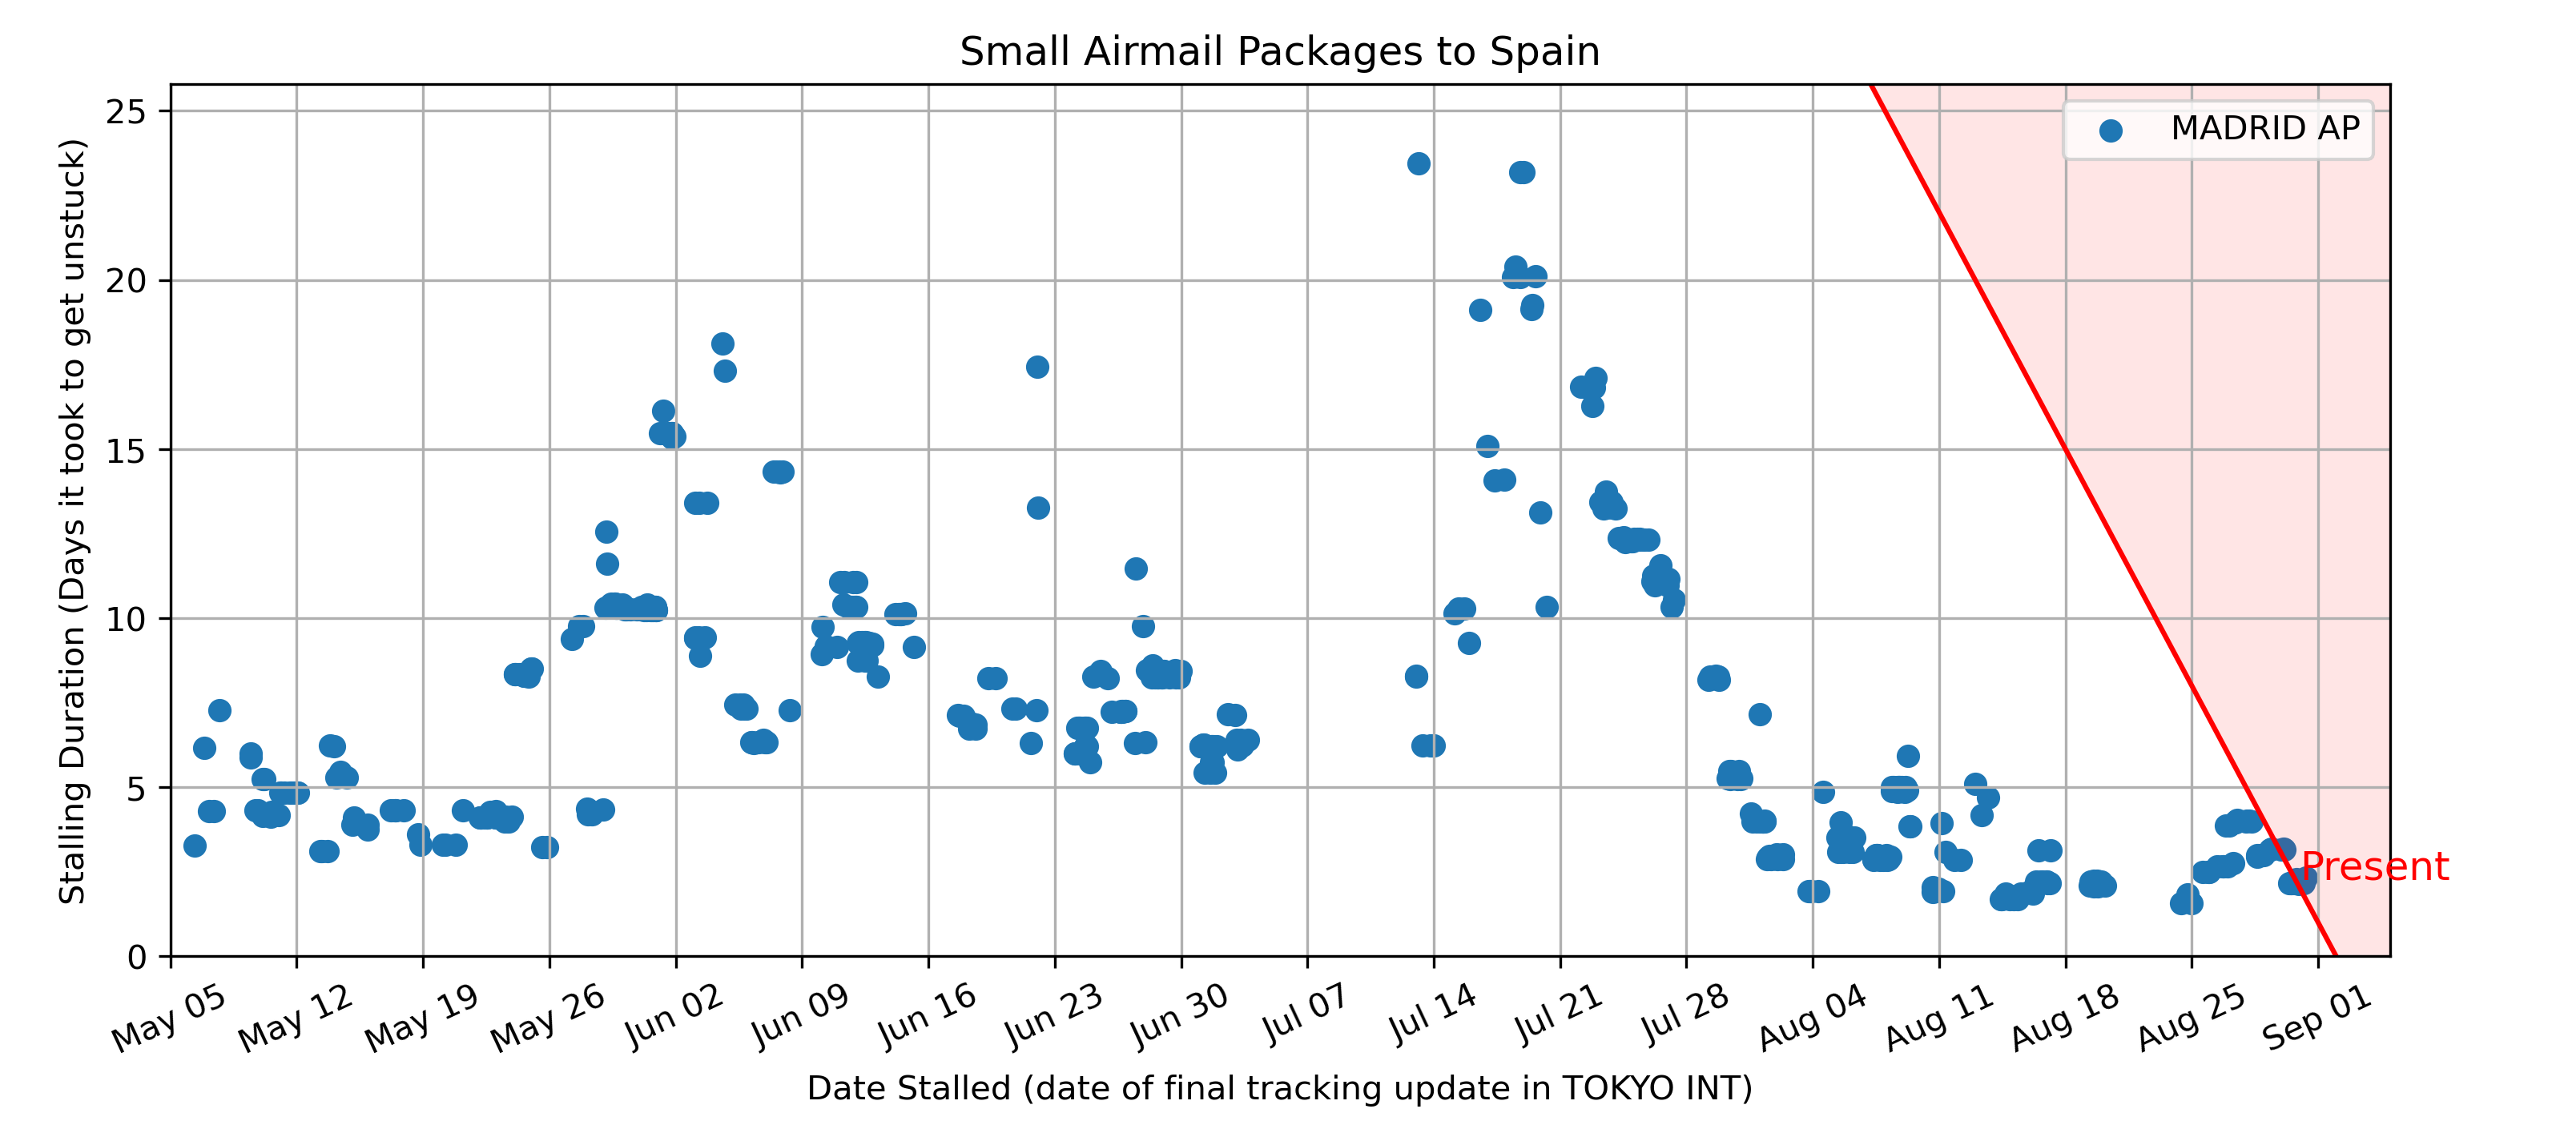 Small Airmail Packages to Spain
MADRID AP
25
20
15
10
5
0
Stalling Duration (Days it took to get unstuck)
Present
May 05
May 12
May 19
May 26
Jun 02
Jun 09
Jun 16
Jun 23
Jun 30
Jul 07
Jul 14
Jul 21
Jul 28
Aug 04
Aug 11
Aug 18
Aug 25
Sep 01
Date Stalled (date of final tracking update in TOKYO INT)